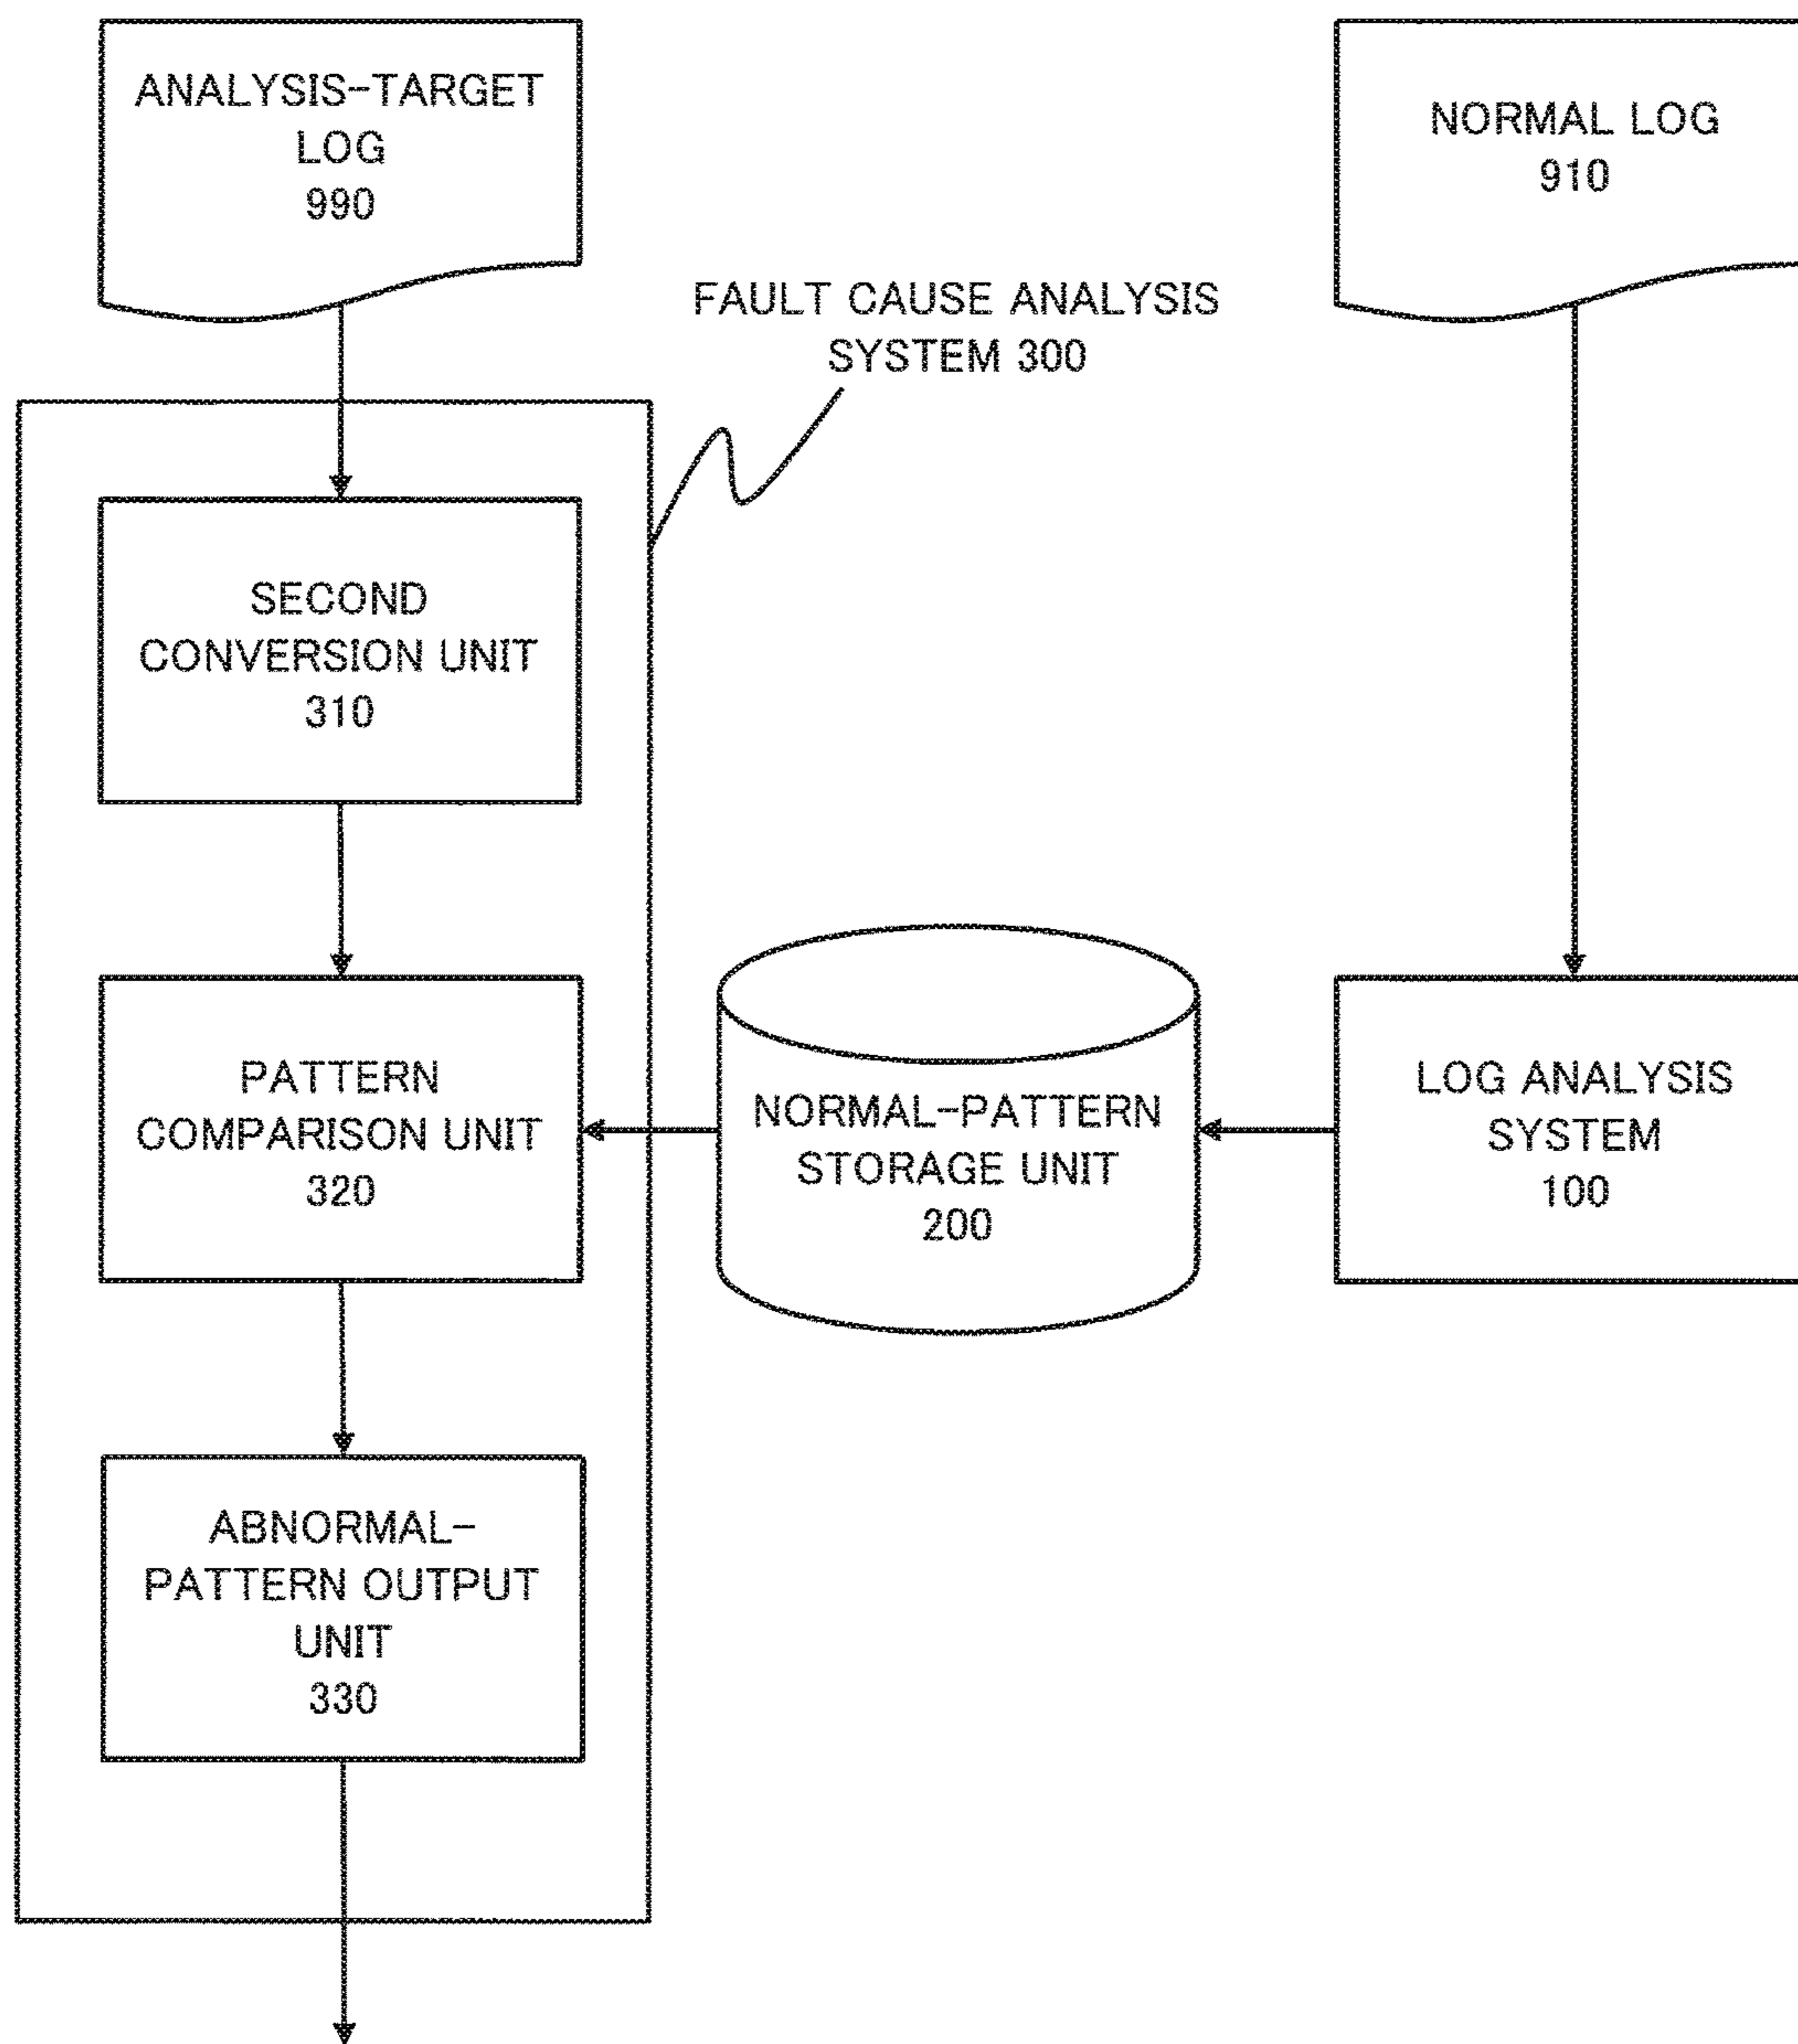 ANALYSIS-TARGET
LOG
990
NORMAL LOG
910
FAULT CAUSE ANALYSIS
SYSTEM 300
SECOND
CONVERSION UNIT
310
PATTERN
COMPARISON UNIT
320
NORMAL-PATTERN
STORAGE UNIT
200
LOG ANALYSIS
SYSTEM
100
ABNORMAL-
PATTERN OUTPUT
UNIT
330